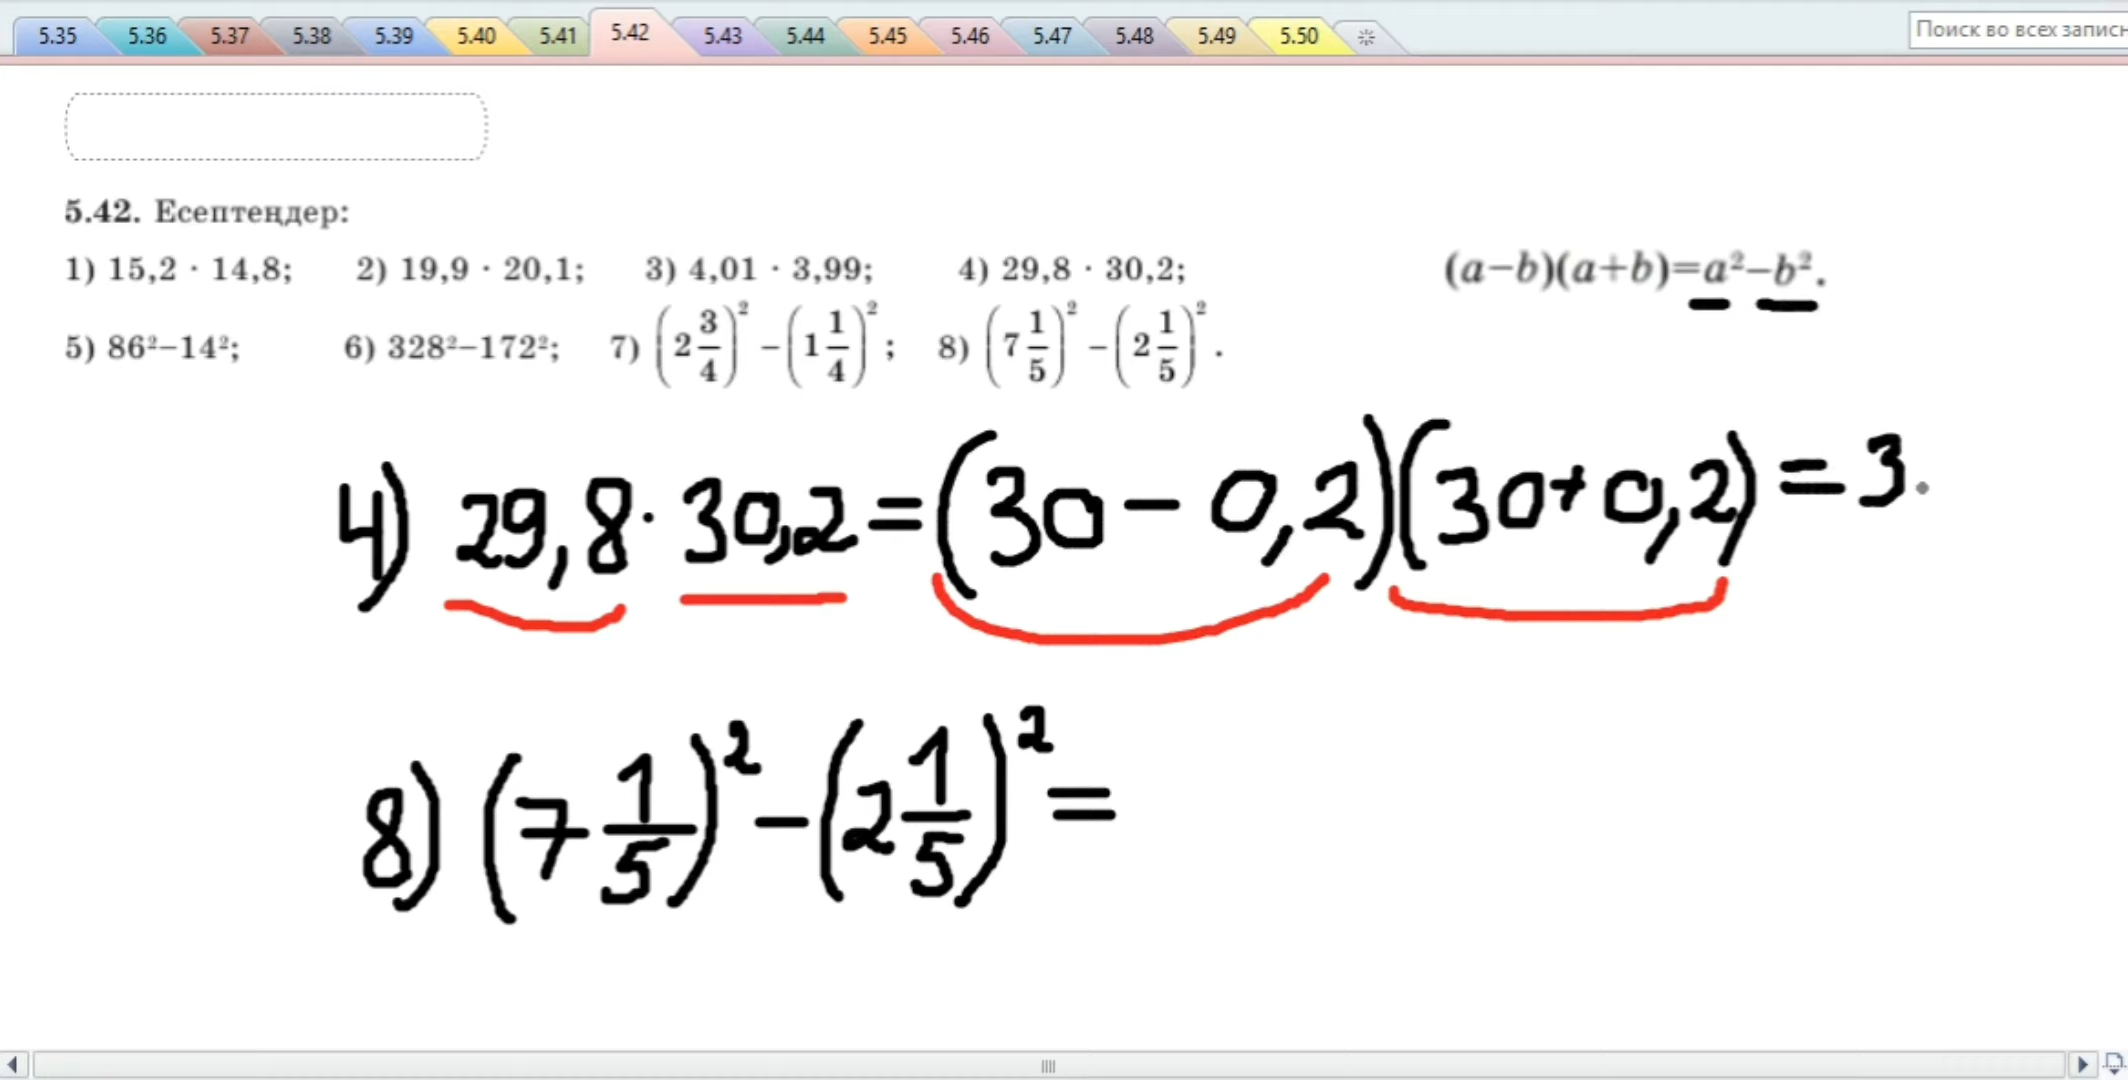 5.35 5.36 5.37 5.38 5.39 5.40 5.41 5.42 5.43 5.44 5.45 5.46 5.47 5.48 5.49 5.50 Поиск во всех запис
5.42. Есептеңдер:
1) 15,2 · 14,8; 2) 19,9 · 20,1; 3) 4,01 · 3,99; 4) 29,8 · 30,2; (a−b)(a+b)=a²−b².
5) 86²−14²; 6) 328²−172²; 7) (2 3/4)² − (1 1/4)²; 8) (7 1/5)² − (2 1/5)².
4) 29,8 · 30,2 = (30 − 0,2)(30 + 0,2) = 3
8) (7 1/5)² − (2 1/5)² =